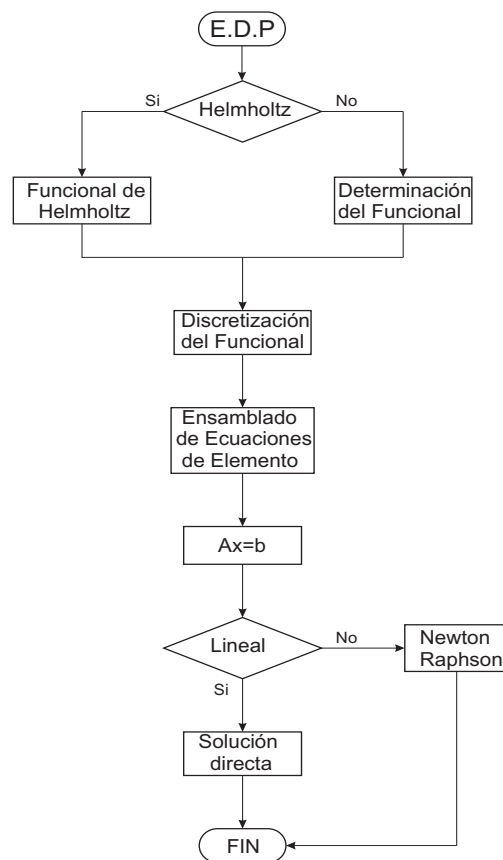 E.D.P
Si
Helmholtz
No
Funcional de
Helmholtz
Determinación
del Funcional
Discretización
del Funcional
Ensamblado
de Ecuaciones
de Elemento
Ax=b
Lineal
No
Newton
Raphson
Si
Solución
directa
FIN